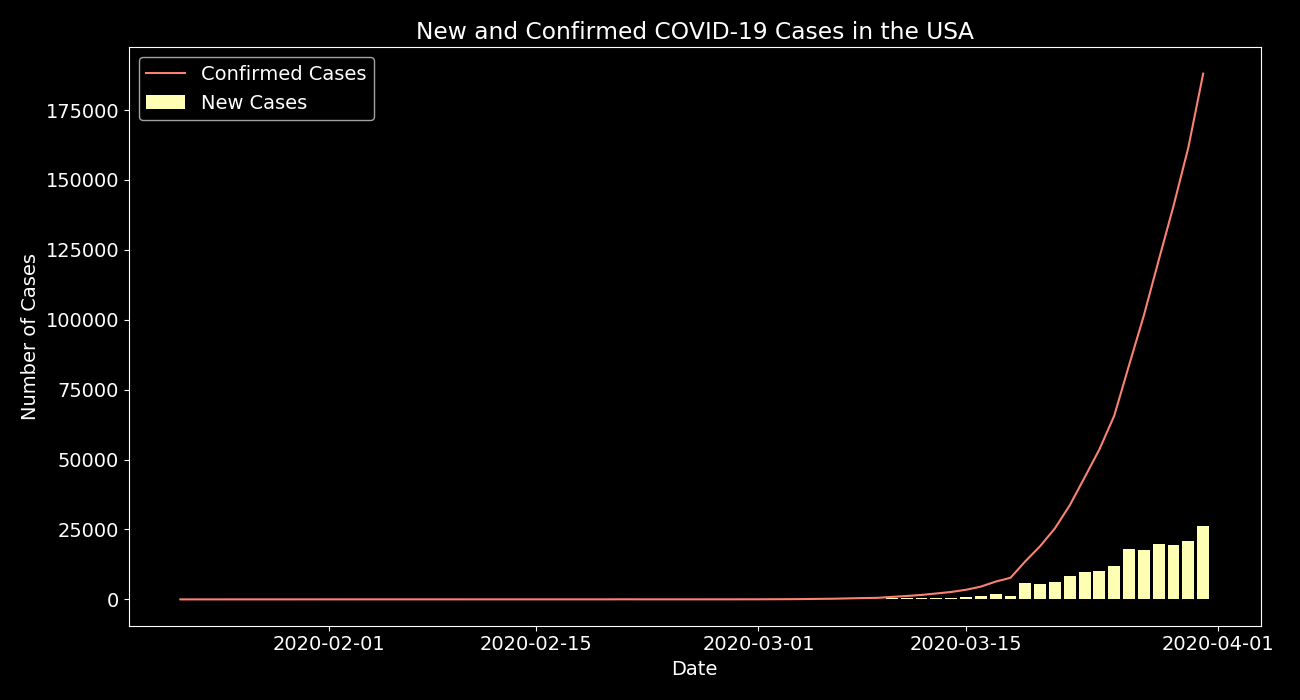 New and Confirmed COVID-19 Cases in the USA
Confirmed Cases
New Cases
175000
150000
125000
100000
75000
50000
25000
0
Number of Cases
2020-02-01
2020-02-15
2020-03-01
2020-03-15
2020-04-01
Date